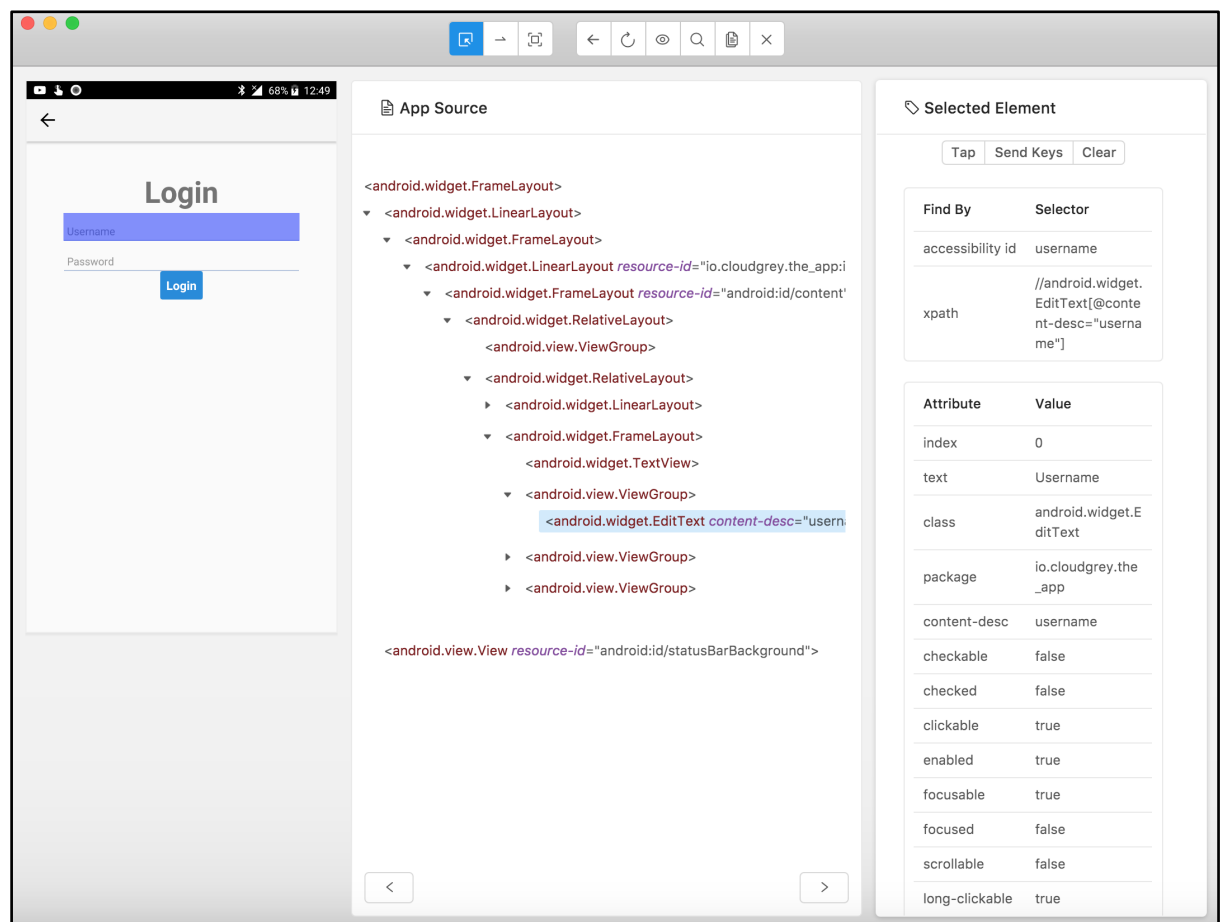 68% 12:49
Login
Username
Password
Login
App Source
<android.widget.FrameLayout>
<android.widget.LinearLayout>
<android.widget.FrameLayout>
<android.widget.LinearLayout resource-id="io.cloudgrey.the_app:i
<android.widget.FrameLayout resource-id="android:id/content"
<android.widget.RelativeLayout>
<android.view.ViewGroup>
<android.widget.RelativeLayout>
<android.widget.LinearLayout>
<android.widget.FrameLayout>
<android.widget.TextView>
<android.view.ViewGroup>
<android.widget.EditText content-desc="userna
<android.view.ViewGroup>
<android.view.ViewGroup>
<android.view.View resource-id="android:id/statusBarBackground">
Selected Element
Tap Send Keys Clear
Find By Selector
accessibility id username
xpath //android.widget.
EditText[@conte
nt-desc="userna
me"]
Attribute Value
index 0
text Username
class android.widget.E
ditText
package io.cloudgrey.the
_app
content-desc username
checkable false
checked false
clickable true
enabled true
focusable true
focused false
scrollable false
long-clickable true